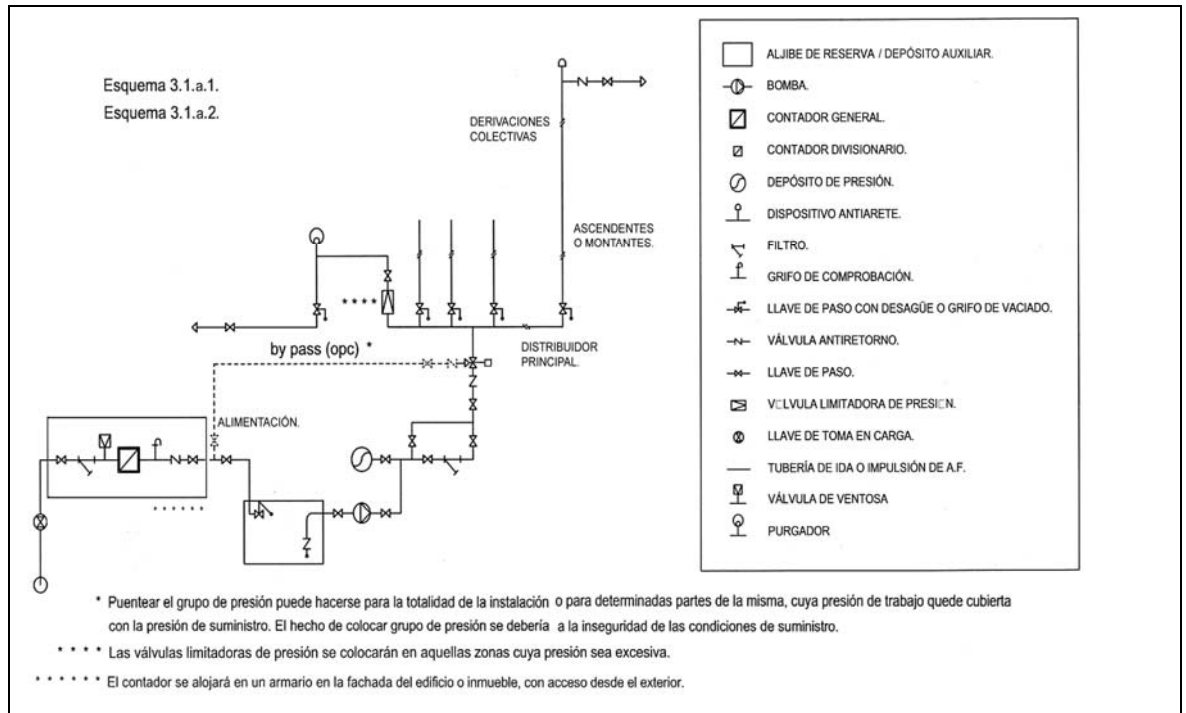 Esquema 3.1.a.1.
Esquema 3.1.a.2.
DERIVACIONES
COLECTIVAS
ASCENDENTES
O MONTANTES.
* * * *
DISTRIBUIDOR
PRINCIPAL.
by pass (opc) *
ALIMENTACIÓN.
* * * * * *
ALJIBE DE RESERVA / DEPÓSITO AUXILIAR.
BOMBA.
CONTADOR GENERAL.
CONTADOR DIVISIONARIO.
DEPÓSITO DE PRESIÓN.
DISPOSITIVO ANTIARETE.
FILTRO.
GRIFO DE COMPROBACIÓN.
LLAVE DE PASO CON DESAGÜE O GRIFO DE VACIADO.
VÁLVULA ANTIRETORNO.
LLAVE DE PASO.
V□LVULA LIMITADORA DE PRESI□N.
LLAVE DE TOMA EN CARGA.
TUBERÍA DE IDA O IMPULSIÓN DE A.F.
VÁLVULA DE VENTOSA
PURGADOR
* Puentear el grupo de presión puede hacerse para la totalidad de la instalación o para determinadas partes de la misma, cuya presión de trabajo quede cubierta
con la presión de suministro. El hecho de colocar grupo de presión se debería a la inseguridad de las condiciones de suministro.
* * * * Las válvulas limitadoras de presión se colocarán en aquellas zonas cuya presión sea excesiva.
* * * * * * El contador se alojará en un armario en la fachada del edificio o inmueble, con acceso desde el exterior.